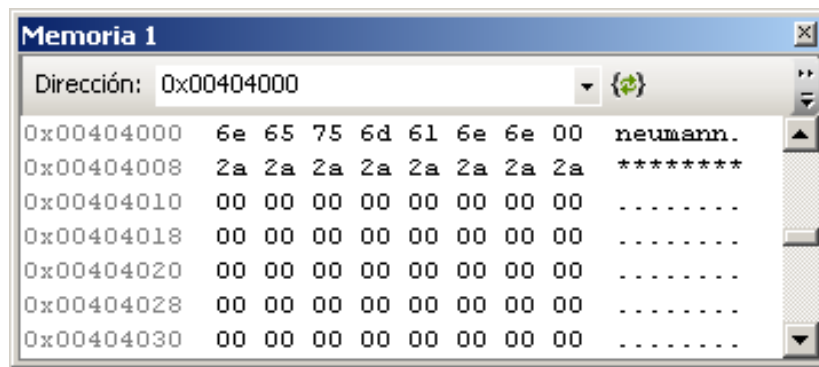 Memoria 1
Dirección: 0x00404000
0x00404000 6e 65 75 6d 61 6e 6e 00 neumann.
0x00404008 2a 2a 2a 2a 2a 2a 2a 2a ********
0x00404010 00 00 00 00 00 00 00 00 ........
0x00404018 00 00 00 00 00 00 00 00 ........
0x00404020 00 00 00 00 00 00 00 00 ........
0x00404028 00 00 00 00 00 00 00 00 ........
0x00404030 00 00 00 00 00 00 00 00 ........